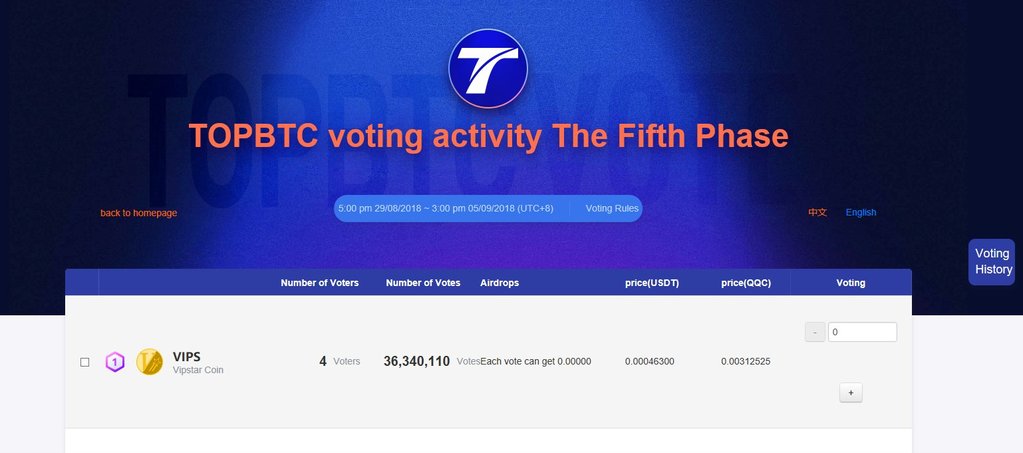 TOPBTC VOTE
TOPBTC voting activity The Fifth Phase
back to homepage
5:00 pm 29/08/2018 ~ 3:00 pm 05/09/2018 (UTC+8)
Voting Rules
中文
English
Voting
History
Number of Voters
Number of Votes
Airdrops
price(USDT)
price(QQC)
Voting
1
VIPS
Vipstar Coin
4 Voters
36,340,110 Votes
Each vote can get 0.00000
0.00046300
0.00312525
-
0
+